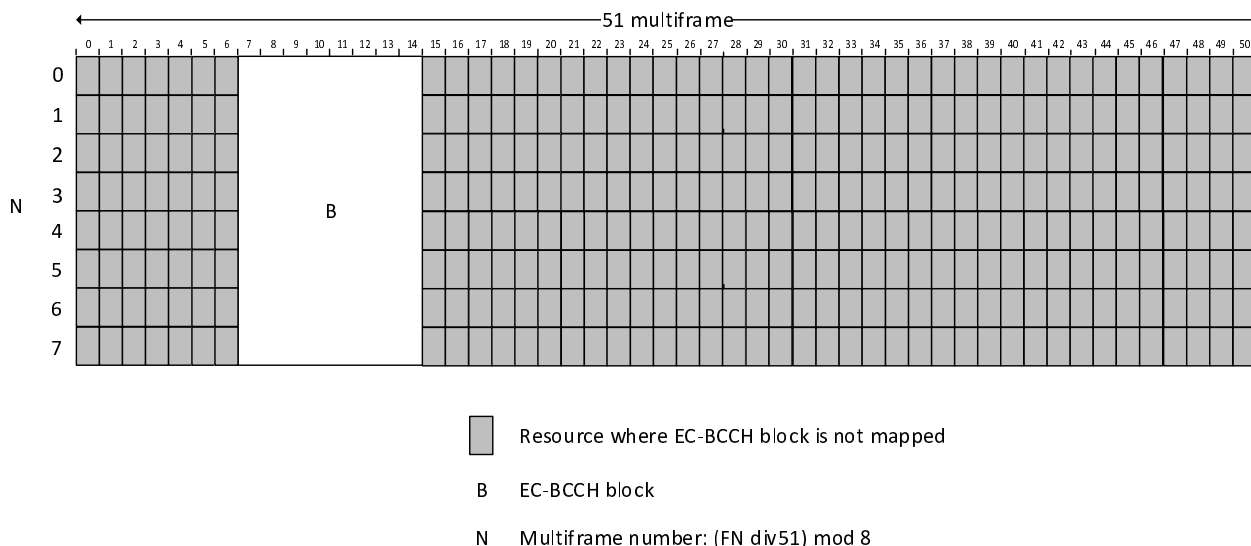 51 multiframe
0 1 2 3 4 5 6 7 8 9 10 11 12 13 14 15 16 17 18 19 20 21 22 23 24 25 26 27 28 29 30 31 32 33 34 35 36 37 38 39 40 41 42 43 44 45 46 47 48 49 50
0
1
2
3
N
B
4
5
6
7
Resource where EC-BCCH block is not mapped
B EC-BCCH block
N Multiframe number: (FN div51) mod 8